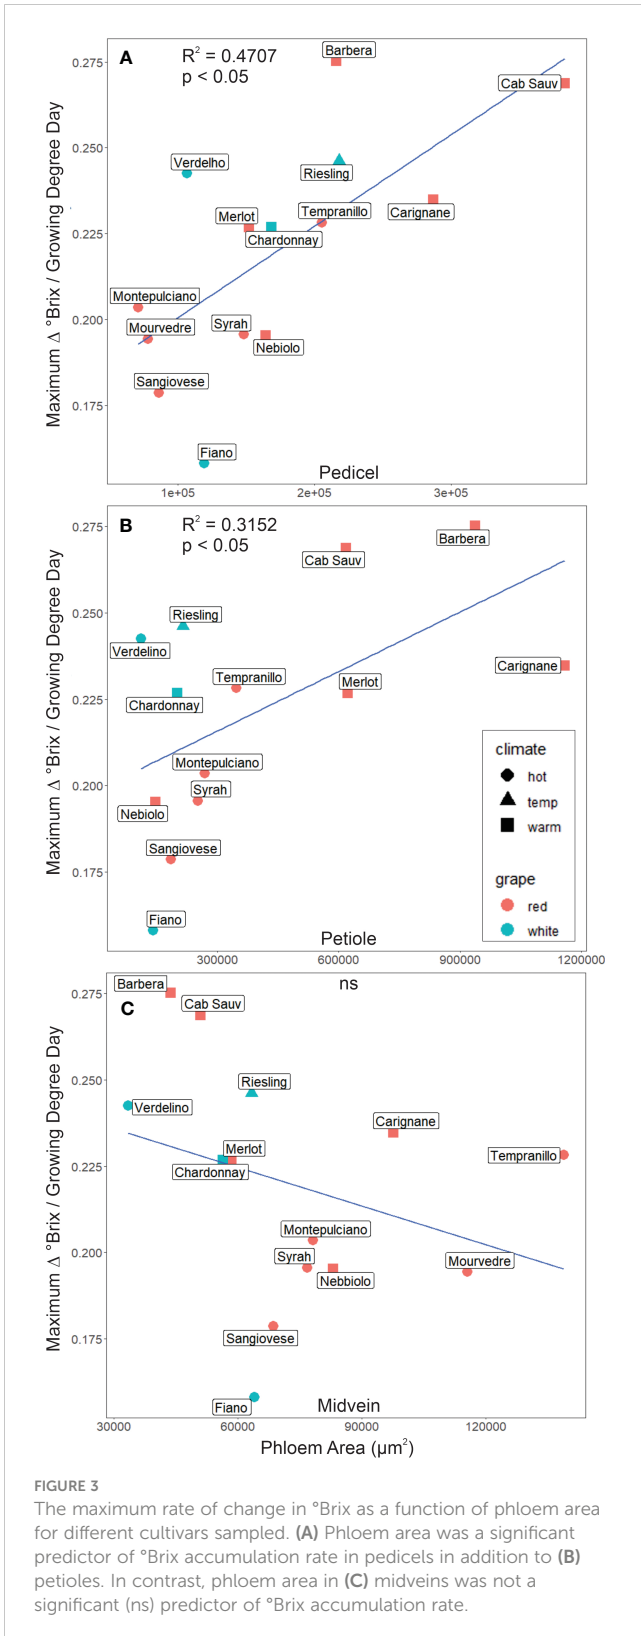 A
R² = 0.4707
p < 0.05
Maximum Δ °Brix / Growing Degree Day
0.275
0.250
0.225
0.200
0.175
Barbera
Cab Sauv
Verdelho
Riesling
Merlot
Tempranillo
Carignane
Chardonnay
Montepulciano
Mourvedre
Syrah
Nebiolo
Sangiovese
Fiano
Pedicel
1e+05
2e+05
3e+05
B
R² = 0.3152
p < 0.05
Maximum Δ °Brix / Growing Degree Day
0.275
0.250
0.225
0.200
0.175
Barbera
Cab Sauv
Riesling
Verdelino
Carignane
Tempranillo
Merlot
Chardonnay
Montepulciano
Syrah
Nebiolo
Sangiovese
Fiano
climate
hot
temp
warm
grape
red
white
Petiole
300000
600000
900000
1200000
ns
C
Maximum Δ °Brix / Growing Degree Day
0.275
0.250
0.225
0.200
0.175
Barbera
Cab Sauv
Riesling
Verdelino
Carignane
Merlot
Tempranillo
Chardonnay
Montepulciano
Syrah
Mourvedre
Nebbiolo
Sangiovese
Fiano
Midvein
30000
60000
90000
120000
Phloem Area (µm²)
FIGURE 3
The maximum rate of change in °Brix as a function of phloem area
for different cultivars sampled. (A) Phloem area was a significant
predictor of °Brix accumulation rate in pedicels in addition to (B)
petioles. In contrast, phloem area in (C) midveins was not a
significant (ns) predictor of °Brix accumulation rate.